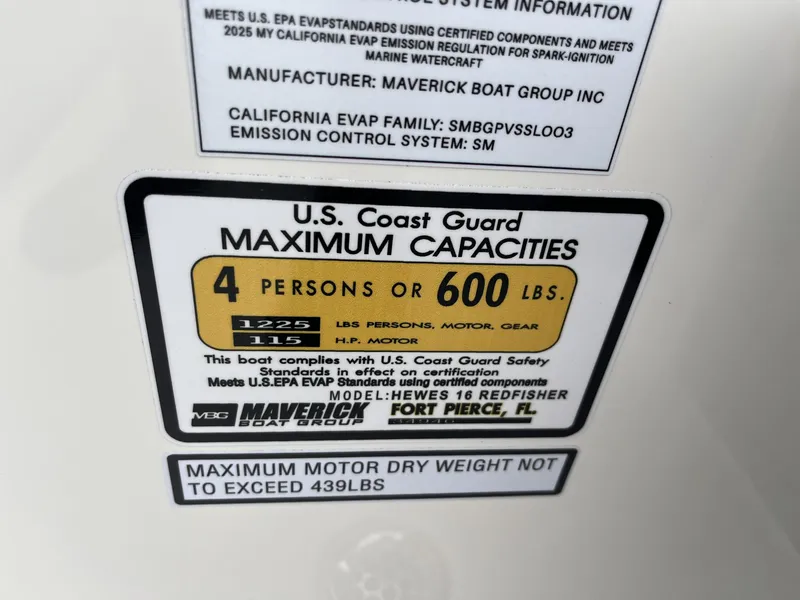 SYSTEM INFORMATION
MEETS U.S. EPA EVAPSTANDARDS USING CERTIFIED COMPONENTS AND MEETS
2025 MY CALIFORNIA EVAP EMISSION REGULATION FOR SPARK-IGNITION
MARINE WATERCRAFT
MANUFACTURER: MAVERICK BOAT GROUP INC
CALIFORNIA EVAP FAMILY: SMBGPVSSLOO3
EMISSION CONTROL SYSTEM: SM
U.S. Coast Guard
MAXIMUM CAPACITIES
4 PERSONS OR 600 LBS.
1225 LBS PERSONS, MOTOR, GEAR
115 H.P. MOTOR
This boat complies with U.S. Coast Guard Safety
Standards in effect on certification
Meets U.S.EPA EVAP Standards using certified components
MODEL:HEWES 16 REDFISHER
MBG MAVERICK BOAT GROUP FORT PIERCE, FL.
MAXIMUM MOTOR DRY WEIGHT NOT
TO EXCEED 439LBS